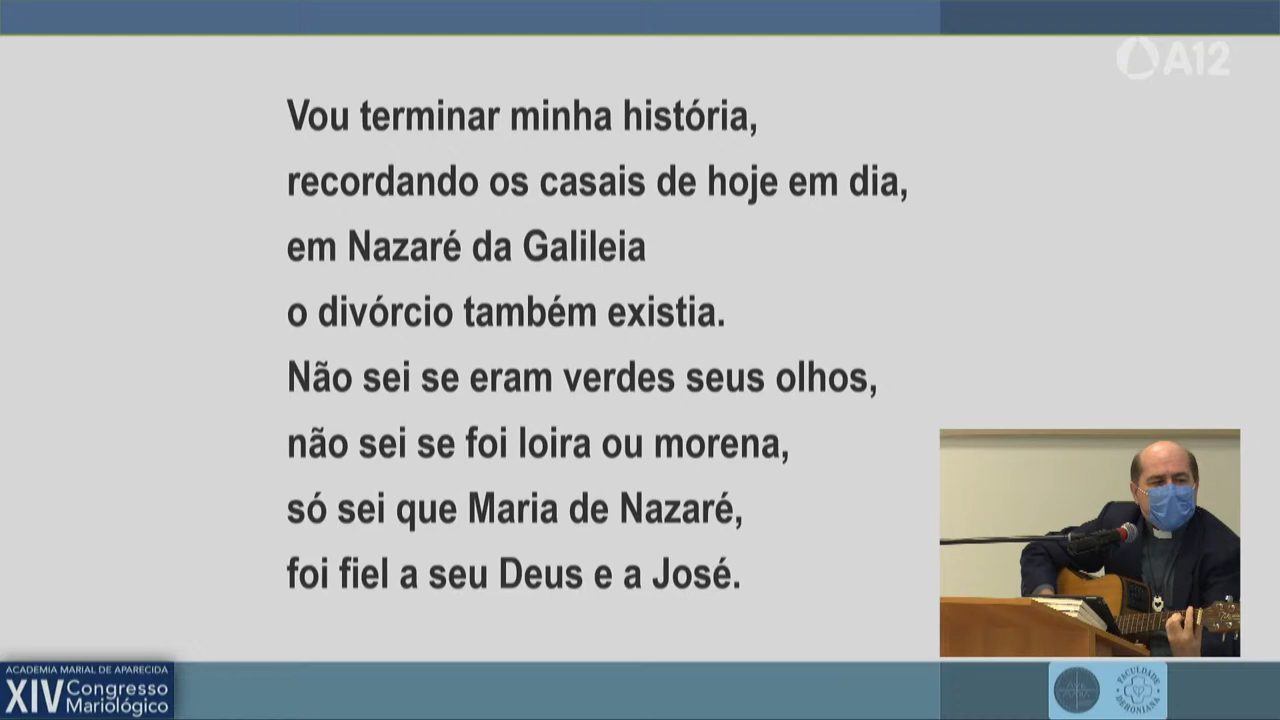 A12
Vou terminar minha história,
recordando os casais de hoje em dia,
em Nazaré da Galileia
o divórcio também existia.
Não sei se eram verdes seus olhos,
não sei se foi loira ou morena,
só sei que Maria de Nazaré,
foi fiel a seu Deus e a José.
ACADEMIA MARIAL DE APARECIDA
XIV Congresso
Mariológico
FACULDADE
DEHONIANA